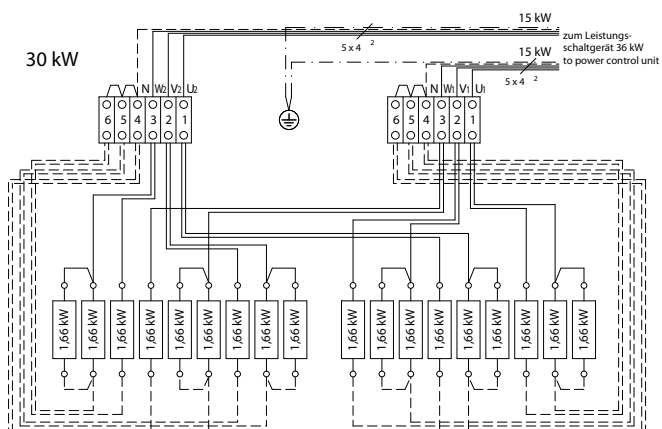 15 kW
5 x 4 ²
zum Leistungs-
schaltgerät 36 kW
to power control unit
15 kW
5 x 4 ²
30 kW
N W2 V2 U2
6 5 4 3 2 1
N W1 V1 U1
6 5 4 3 2 1
1,66 kW 1,66 kW 1,66 kW 1,66 kW 1,66 kW 1,66 kW 1,66 kW 1,66 kW 1,66 kW
1,66 kW 1,66 kW 1,66 kW 1,66 kW 1,66 kW 1,66 kW 1,66 kW 1,66 kW 1,66 kW